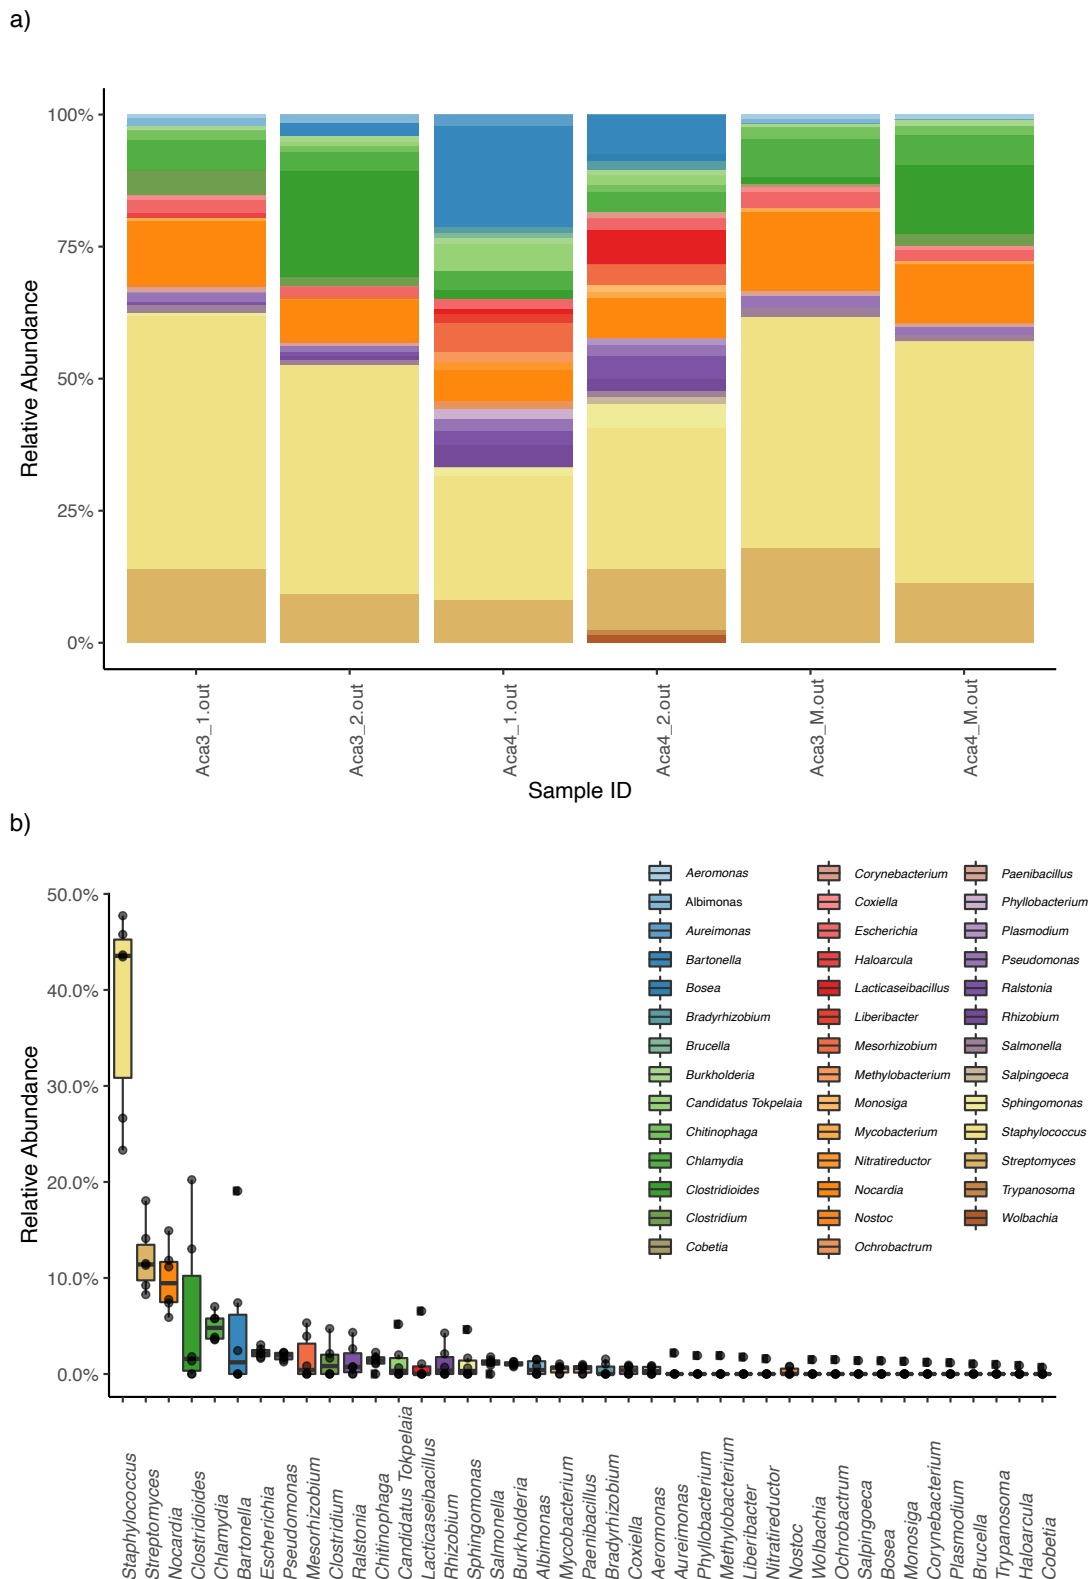 a)
100%
75%
50%
25%
0%
Relative Abundance
Aca3_1.out
Aca3_2.out
Aca4_1.out
Aca4_2.out
Aca3_M.out
Aca4_M.out
Sample ID
b)
50.0%
40.0%
30.0%
20.0%
10.0%
0.0%
Relative Abundance
Aeromonas
Albimonas
Aureimonas
Bartonella
Bosea
Bradyrhizobium
Brucella
Burkholderia
Candidatus Tokpelaia
Chitinophaga
Chlamydia
Clostridioides
Clostridium
Cobetia
Corynebacterium
Coxiella
Escherichia
Haloarcula
Lacticaseibacillus
Liberibacter
Mesorhizobium
Methylobacterium
Monosiga
Mycobacterium
Nitratireductor
Nocardia
Nostoc
Ochrobactrum
Paenibacillus
Phyllobacterium
Plasmodium
Pseudomonas
Ralstonia
Rhizobium
Salmonella
Salpingoeca
Sphingomonas
Staphylococcus
Streptomyces
Trypanosoma
Wolbachia
Staphylococcus
Streptomyces
Nocardia
Clostridioides
Chlamydia
Bartonella
Escherichia
Pseudomonas
Mesorhizobium
Clostridium
Ralstonia
Chitinophaga
Candidatus Tokpelaia
Lacticaseibacillus
Rhizobium
Sphingomonas
Salmonella
Burkholderia
Albimonas
Mycobacterium
Paenibacillus
Bradyrhizobium
Coxiella
Aeromonas
Aureimonas
Phyllobacterium
Methylobacterium
Liberibacter
Nitratireductor
Nostoc
Wolbachia
Ochrobactrum
Salpingoeca
Bosea
Monosiga
Corynebacterium
Plasmodium
Brucella
Trypanosoma
Haloarcula
Cobetia